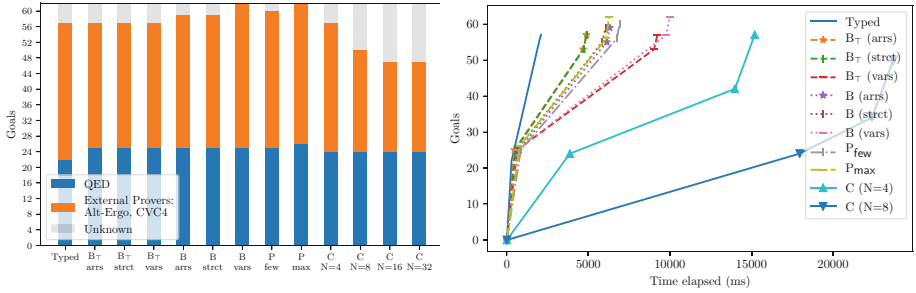 60
56
52
48
44
40
36
32
28
24
20
16
12
8
4
0
Goals
QED
External Provers:
Alt-Ergo, CVC4
Unknown
Typed B⊤ B⊤ B⊤ B B B P P C C C C
arrs strct vars arrs strct vars few max N=4 N=8 N=16 N=32
60
50
40
30
20
10
0
Goals
0 5000 10000 15000 20000
Time elapsed (ms)
Typed
B⊤ (arrs)
B⊤ (strct)
B⊤ (vars)
B (arrs)
B (strct)
B (vars)
Pfew
Pmax
C (N=4)
C (N=8)